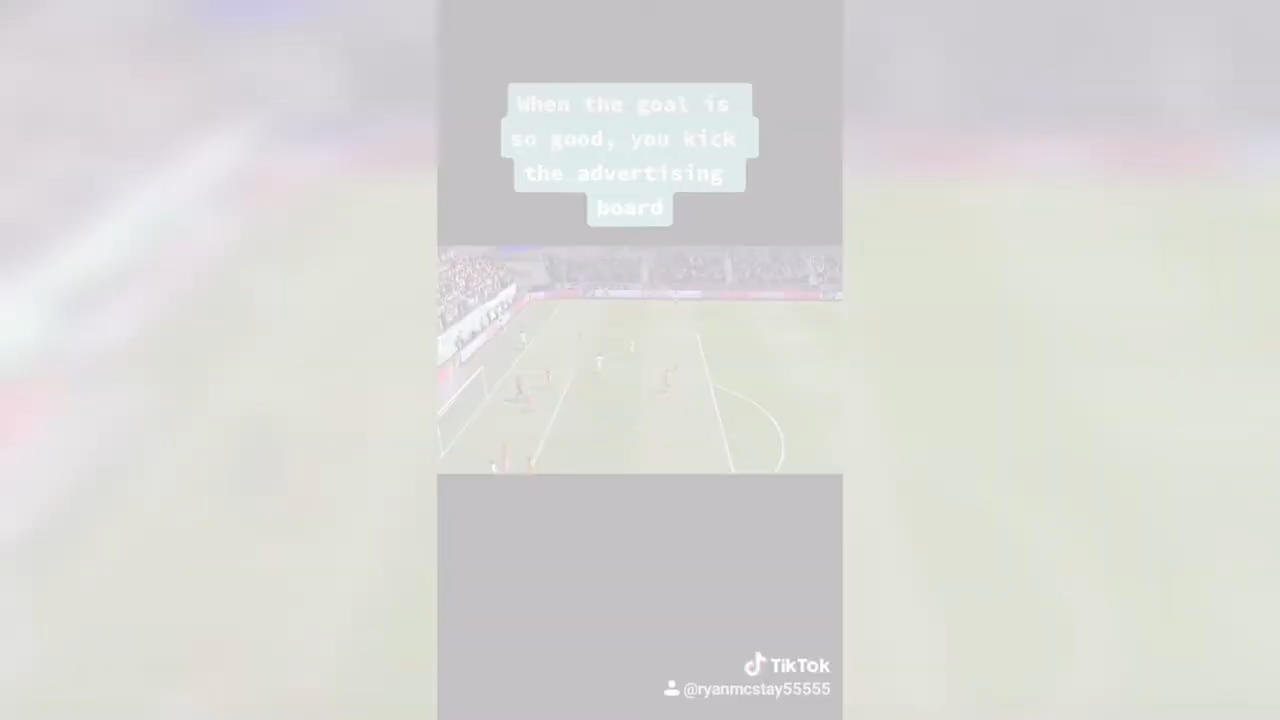 When the goal is
so good, you kick
the advertising
board
TikTok
@ryanmcstay55555